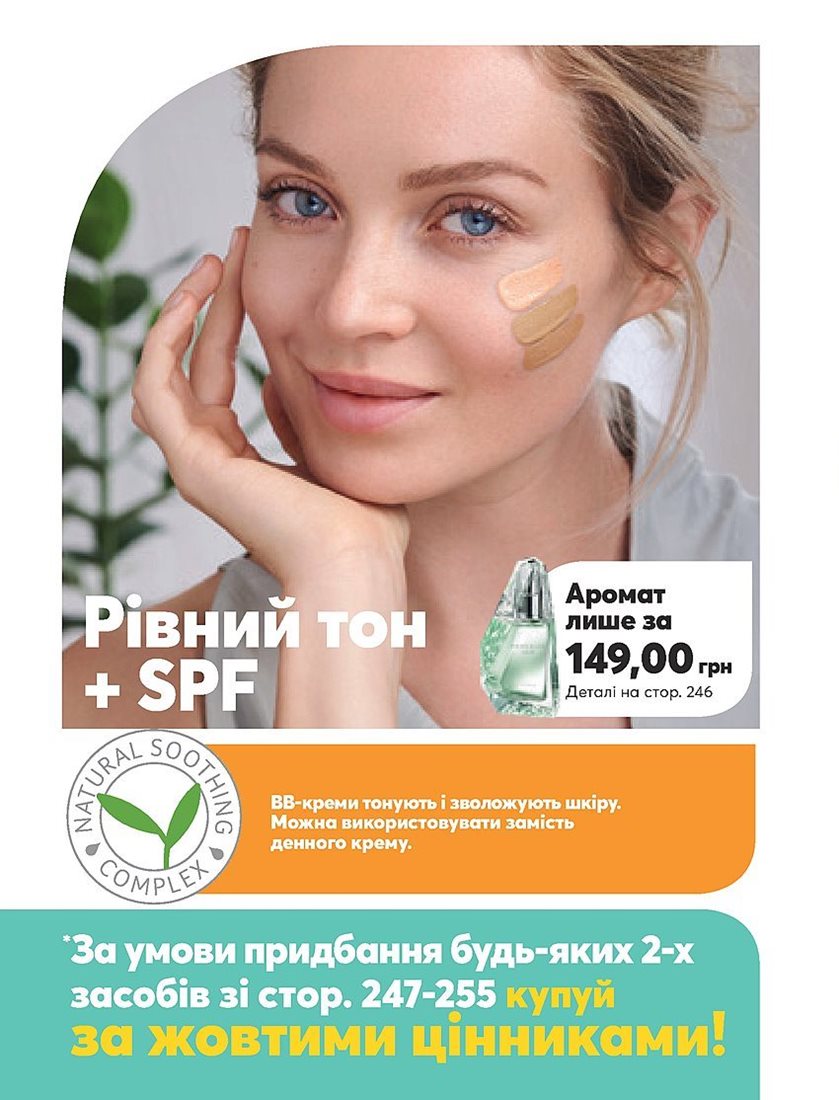 Рівний тон
+ SPF
Аромат
лише за
149,00 грн
Деталі на стор. 246
NATURAL SOOTHING
COMPLEX
ВВ-креми тонують і зволожують шкіру.
Можна використовувати замість
денного крему.
*За умови придбання будь-яких 2-х
засобів зі стор. 247-255 купуй
за жовтими цінниками!